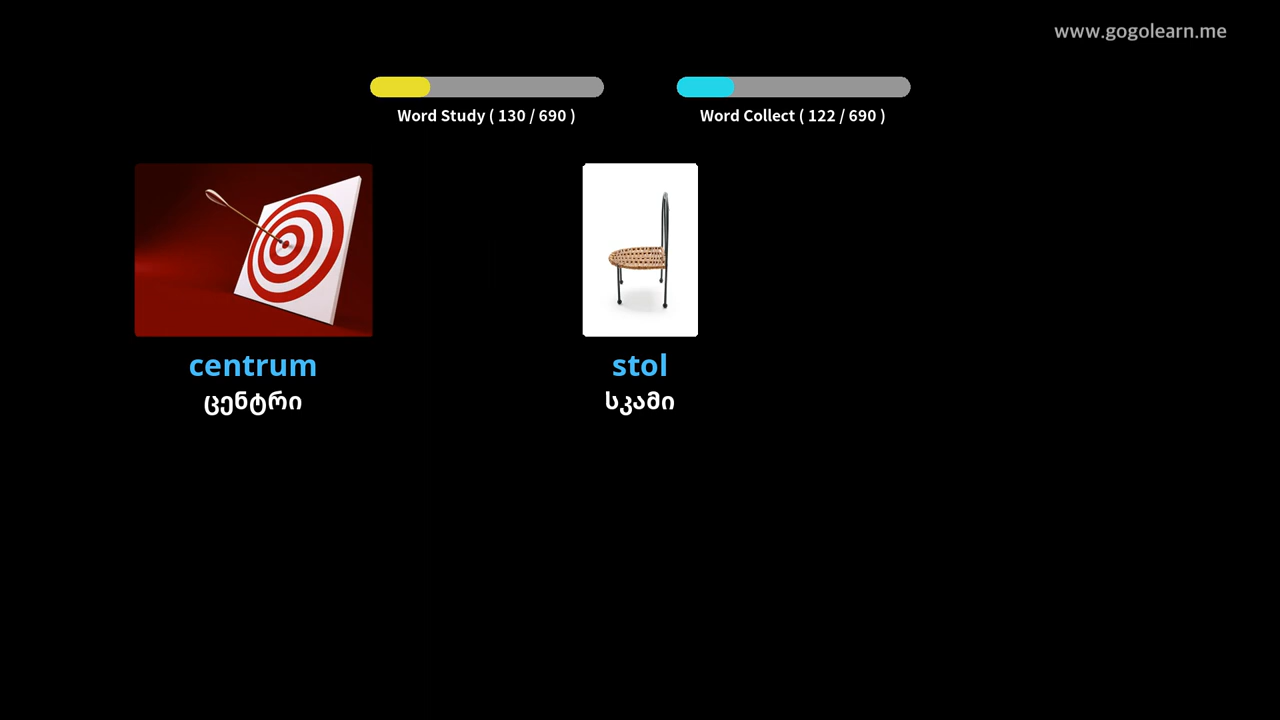 www.gogolearn.me
Word Study ( 130 / 690 )
Word Collect ( 122 / 690 )
centrum
ცენტრი
stol
სკამი